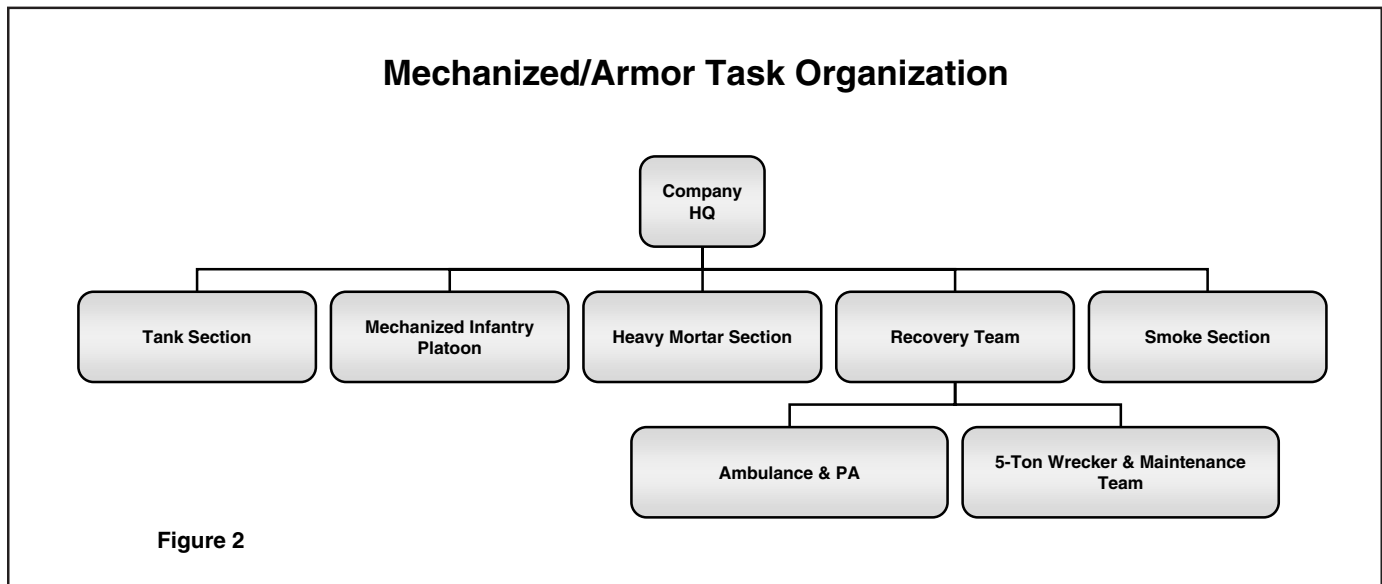 Mechanized/Armor Task Organization
Company
HQ
Tank Section
Mechanized Infantry
Platoon
Heavy Mortar Section
Recovery Team
Smoke Section
Ambulance & PA
5-Ton Wrecker & Maintenance
Team
Figure 2